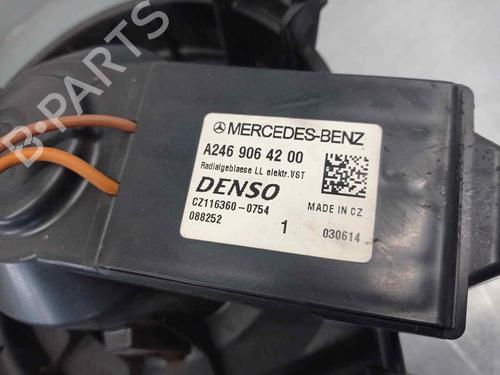 MERCEDES-BENZ
A246 906 42 00
Radialgeblaese LL elektr.VST
DENSO
CZ116360-0754
MADE IN CZ
088252
1
030614
B-PARTS